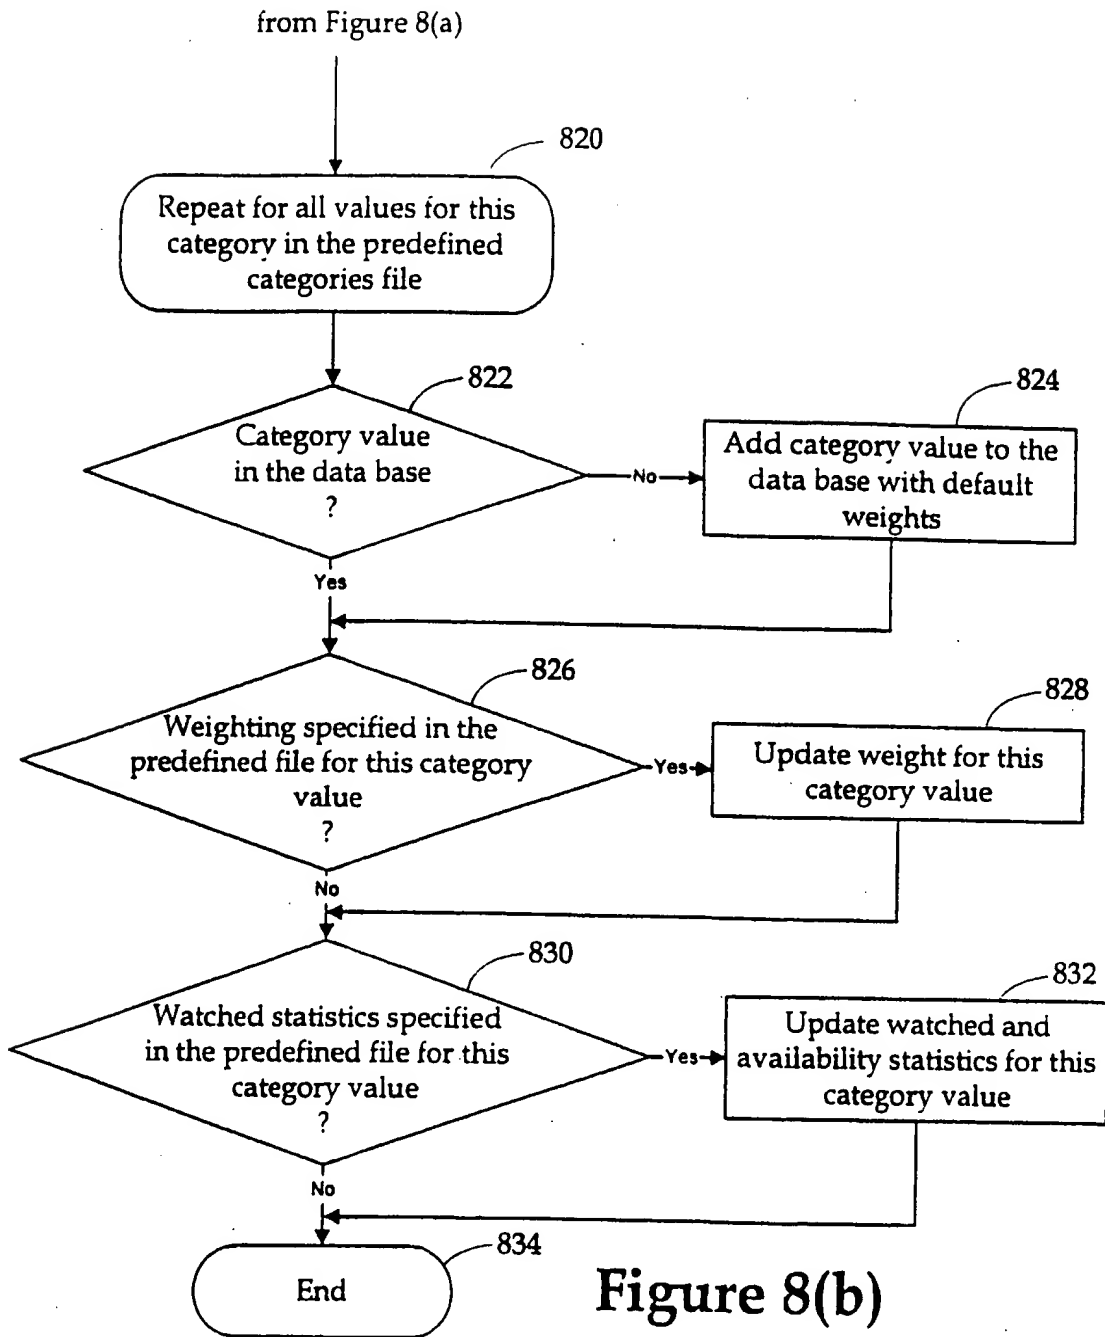 from Figure 8(a)
820
Repeat for all values for this
category in the predefined
categories file
822
Category value
in the data base
?
No
824
Add category value to the
data base with default
weights
Yes
826
Weighting specified in the
predefined file for this category
value
?
Yes
828
Update weight for this
category value
No
830
Watched statistics specified
in the predefined file for this
category value
?
Yes
832
Update watched and
availability statistics for this
category value
No
834
End
Figure 8(b)